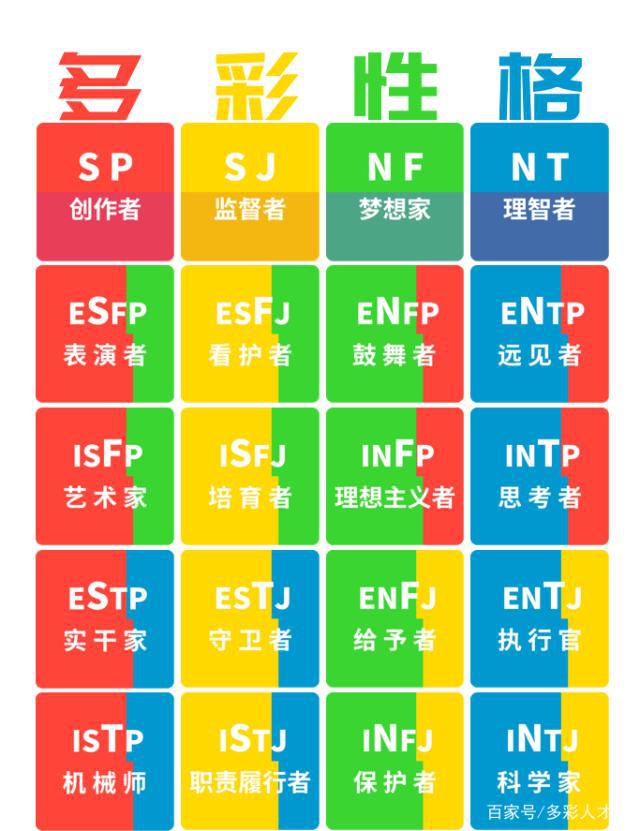 多彩性格
SP
创作者
SJ
监督者
NF
梦想家
NT
理智者
ESFP
表演者
ESFJ
看护者
ENFP
鼓舞者
ENTP
远见者
ISFP
艺术家
ISFJ
培育者
INFP
理想主义者
INTP
思考者
ESTP
实干家
ESTJ
守卫者
ENFJ
给予者
ENTJ
执行官
ISTP
机械师
ISTJ
职责履行者
INFJ
保护者
INTJ
科学家
百家号/多彩人才